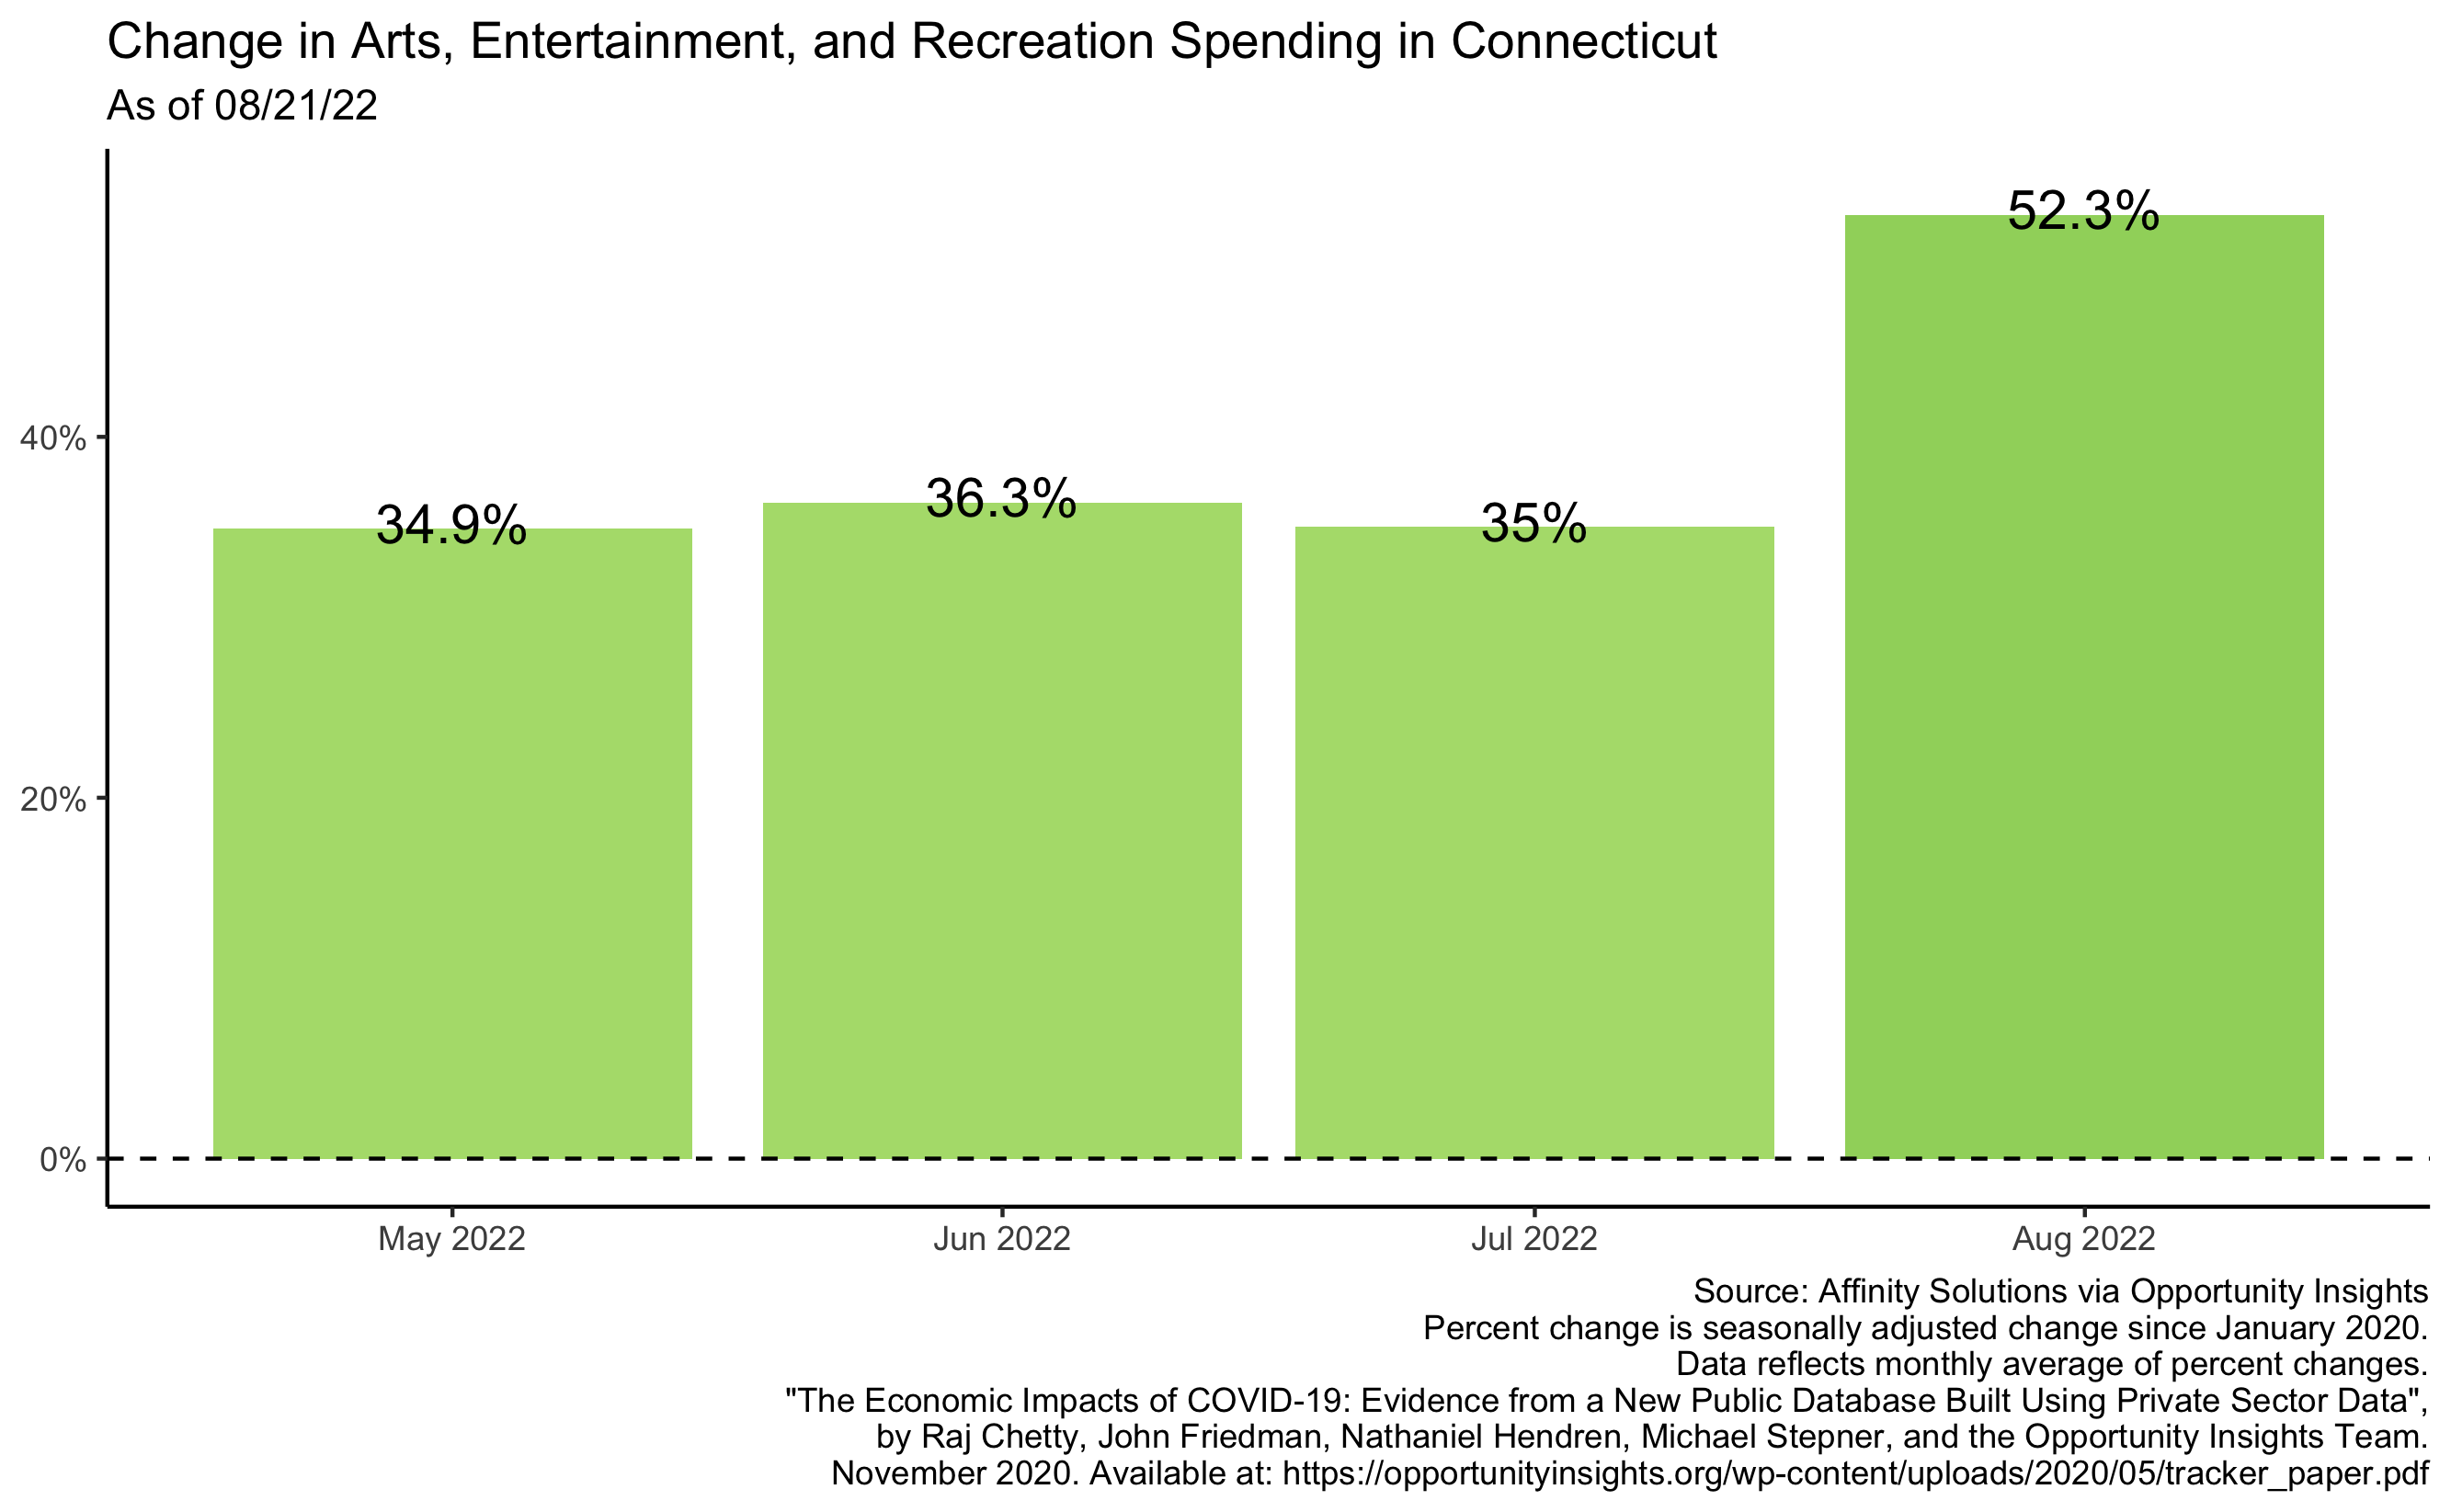 Change in Arts, Entertainment, and Recreation Spending in Connecticut
As of 08/21/22
52.3%
40%
36.3%
34.9%
35%
20%
0%
May 2022
Jun 2022
Jul 2022
Aug 2022
Source: Affinity Solutions via Opportunity Insights
Percent change is seasonally adjusted change since January 2020.
Data reflects monthly average of percent changes.
"The Economic Impacts of COVID-19: Evidence from a New Public Database Built Using Private Sector Data",
by Raj Chetty, John Friedman, Nathaniel Hendren, Michael Stepner, and the Opportunity Insights Team.
November 2020. Available at: https://opportunityinsights.org/wp-content/uploads/2020/05/tracker_paper.pdf